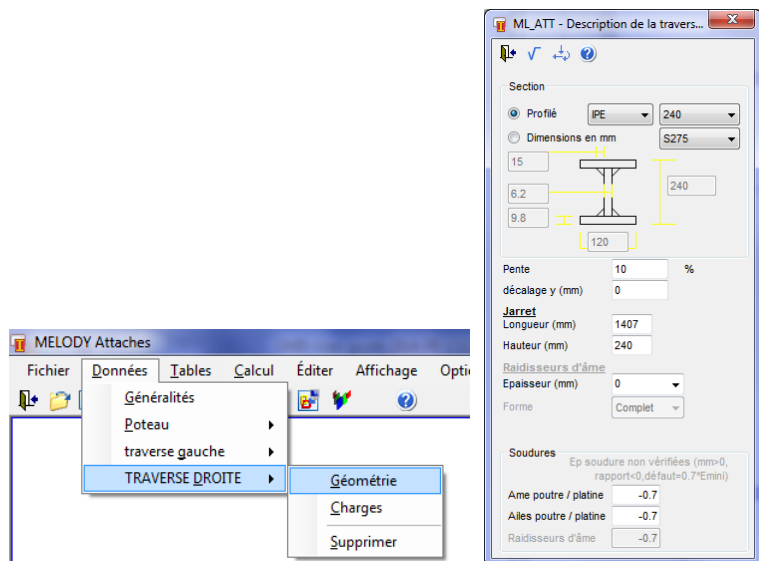 MELODY Attaches
Fichier Données Tables Calcul Éditer Affichage Optio
Généralités
Poteau
traverse gauche
TRAVERSE DROITE
Géométrie
Charges
Supprimer
ML_ATT - Description de la travers...
Section
Profilé IPE 240
Dimensions en mm S275
15
6.2
240
9.8
120
Pente 10 %
décalage y (mm) 0
Jarret
Longueur (mm) 1407
Hauteur (mm) 240
Raidisseurs d'âme
Epaisseur (mm) 0
Forme Complet
Soudures
Ep soudure non vérifiées (mm>0,
rapport<0,défaut=0.7*Emini)
Ame poutre / platine -0.7
Ailes poutre / platine -0.7
Raidisseurs d'âme -0.7